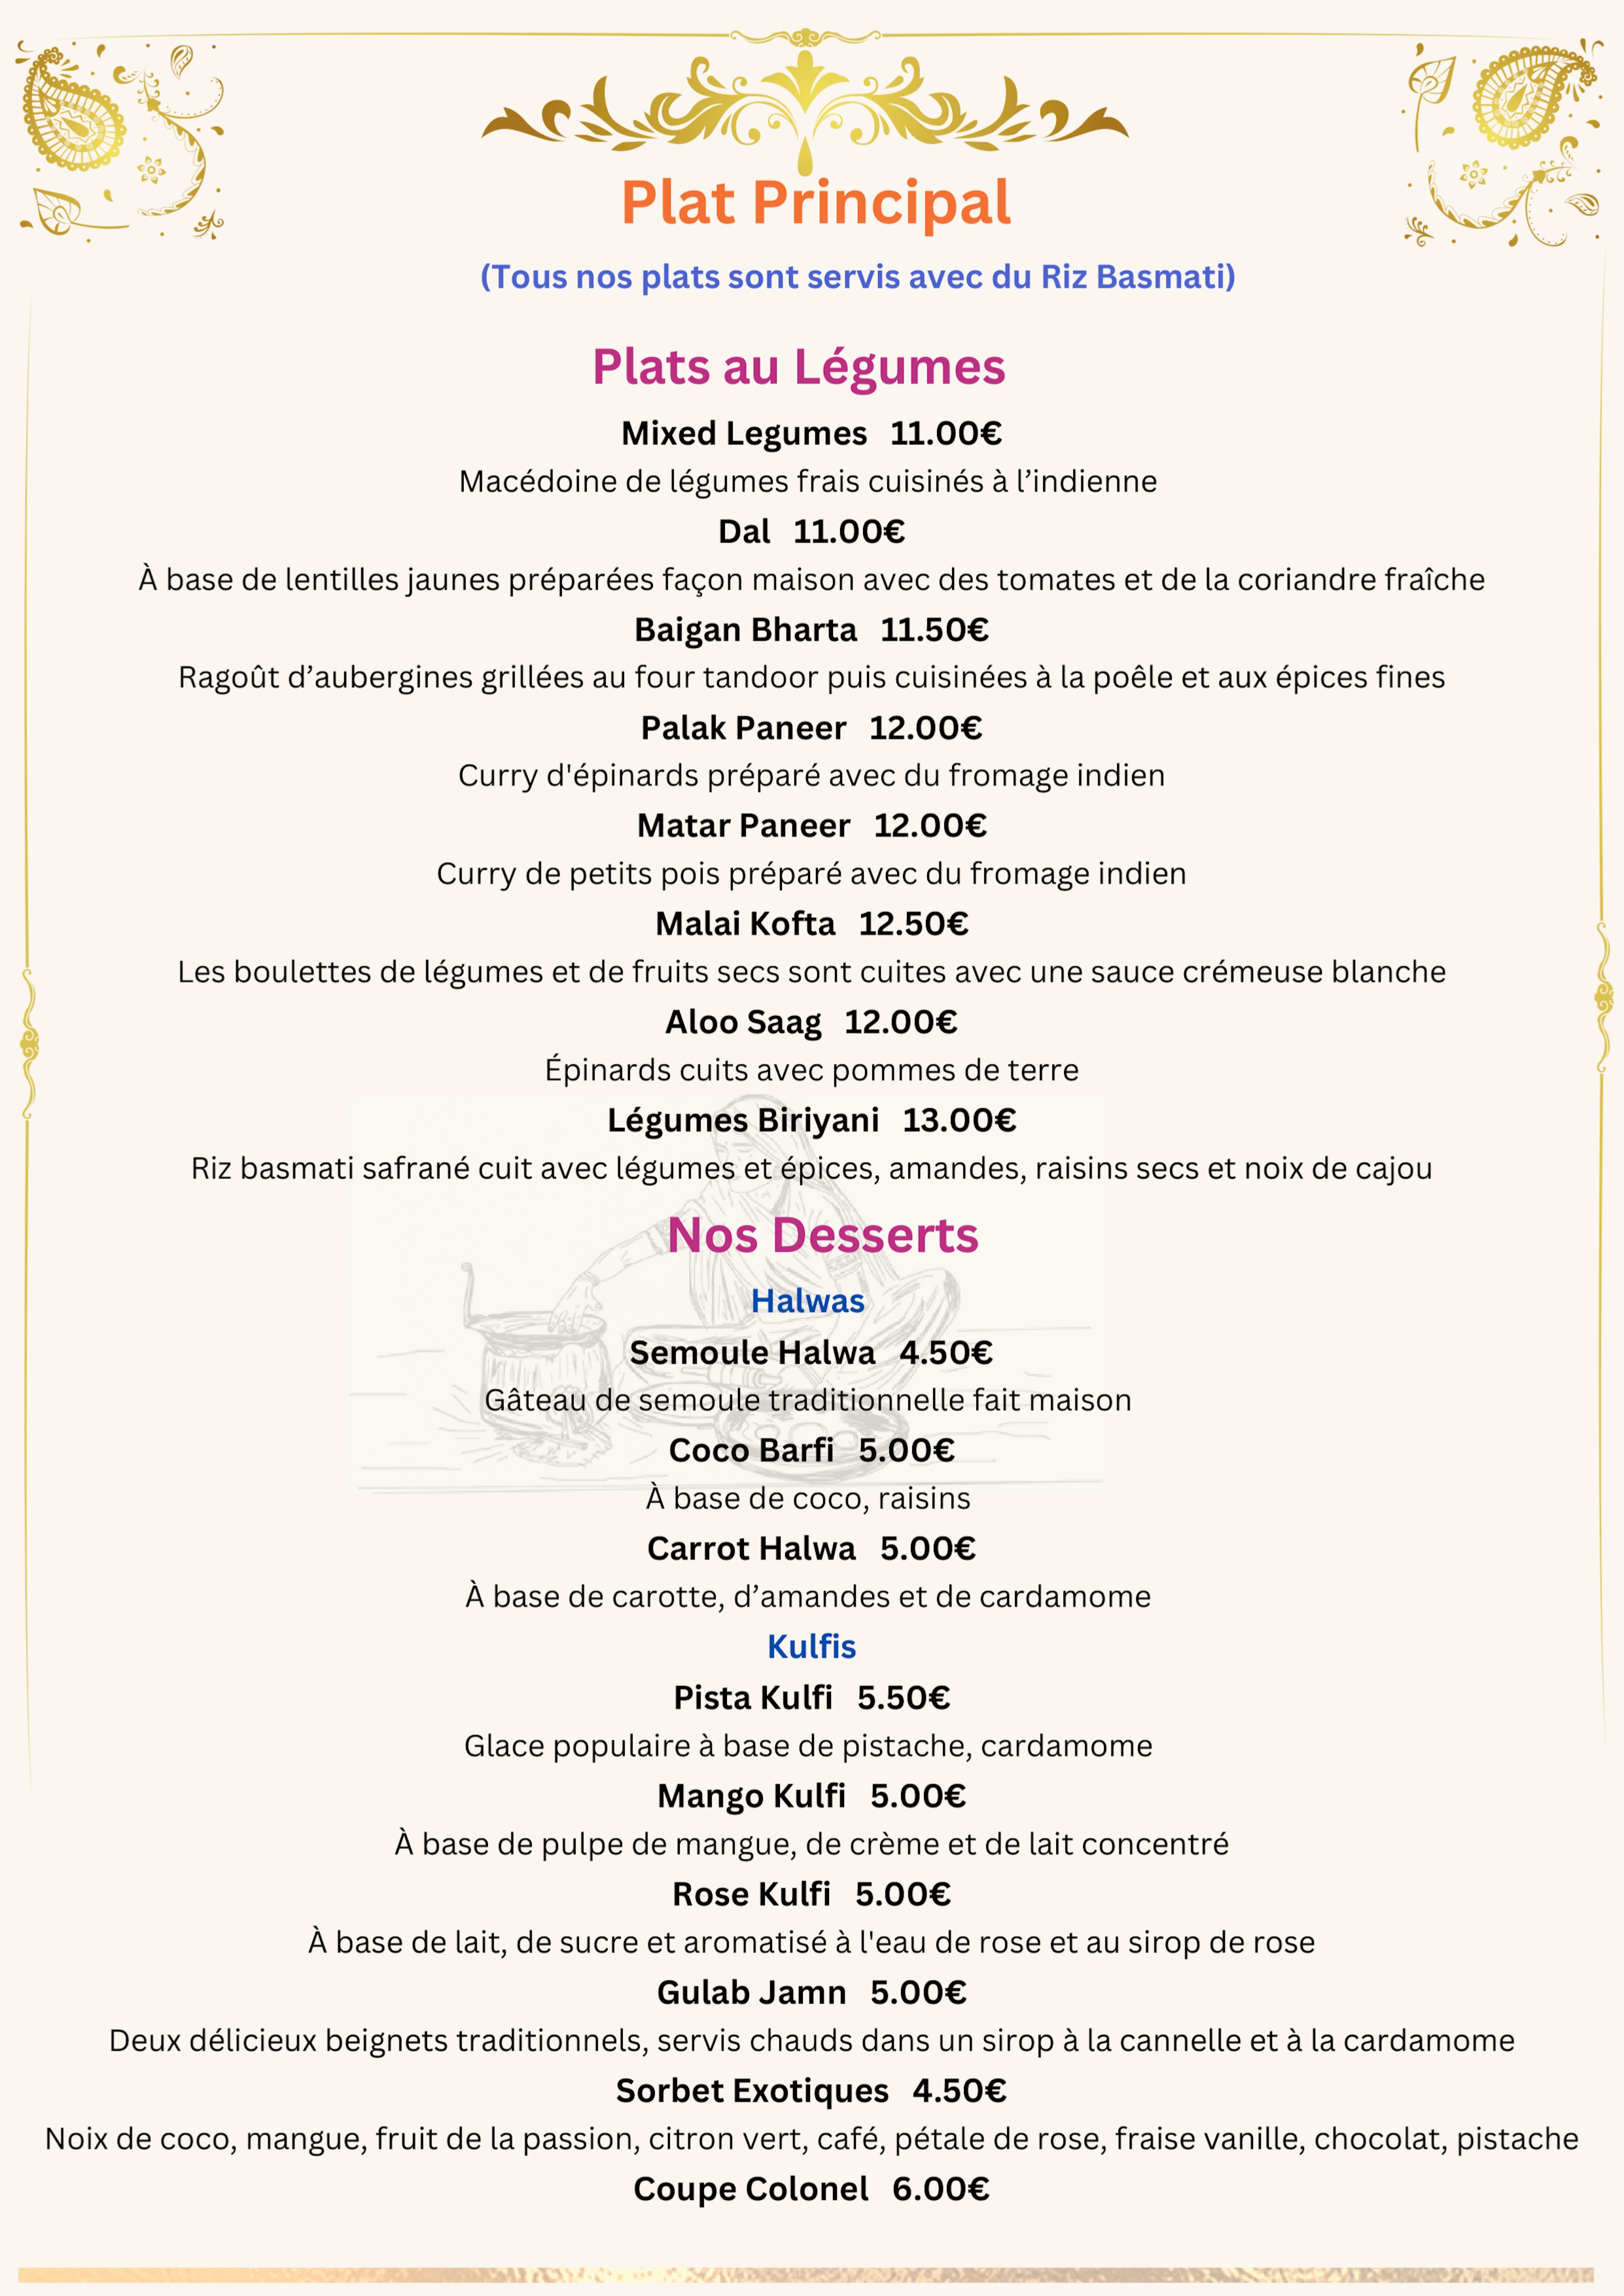 Plat Principal
(Tous nos plats sont servis avec du Riz Basmati)
Plats au Légumes
Mixed Legumes 11.00€
Macédoine de légumes frais cuisinés à l’indienne
Dal 11.00€
À base de lentilles jaunes préparées façon maison avec des tomates et de la coriandre fraîche
Baigan Bharta 11.50€
Ragoût d’aubergines grillées au four tandoor puis cuisinées à la poêle et aux épices fines
Palak Paneer 12.00€
Curry d'épinards préparé avec du fromage indien
Matar Paneer 12.00€
Curry de petits pois préparé avec du fromage indien
Malai Kofta 12.50€
Les boulettes de légumes et de fruits secs sont cuites avec une sauce crémeuse blanche
Aloo Saag 12.00€
Épinards cuits avec pommes de terre
Légumes Biriyani 13.00€
Riz basmati safrané cuit avec légumes et épices, amandes, raisins secs et noix de cajou
Nos Desserts
Halwas
Semoule Halwa 4.50€
Gâteau de semoule traditionnelle fait maison
Coco Barfi 5.00€
À base de coco, raisins
Carrot Halwa 5.00€
À base de carotte, d’amandes et de cardamome
Kulfis
Pista Kulfi 5.50€
Glace populaire à base de pistache, cardamome
Mango Kulfi 5.00€
À base de pulpe de mangue, de crème et de lait concentré
Rose Kulfi 5.00€
À base de lait, de sucre et aromatisé à l'eau de rose et au sirop de rose
Gulab Jamn 5.00€
Deux délicieux beignets traditionnels, servis chauds dans un sirop à la cannelle et à la cardamome
Sorbet Exotiques 4.50€
Noix de coco, mangue, fruit de la passion, citron vert, café, pétale de rose, fraise vanille, chocolat, pistache
Coupe Colonel 6.00€